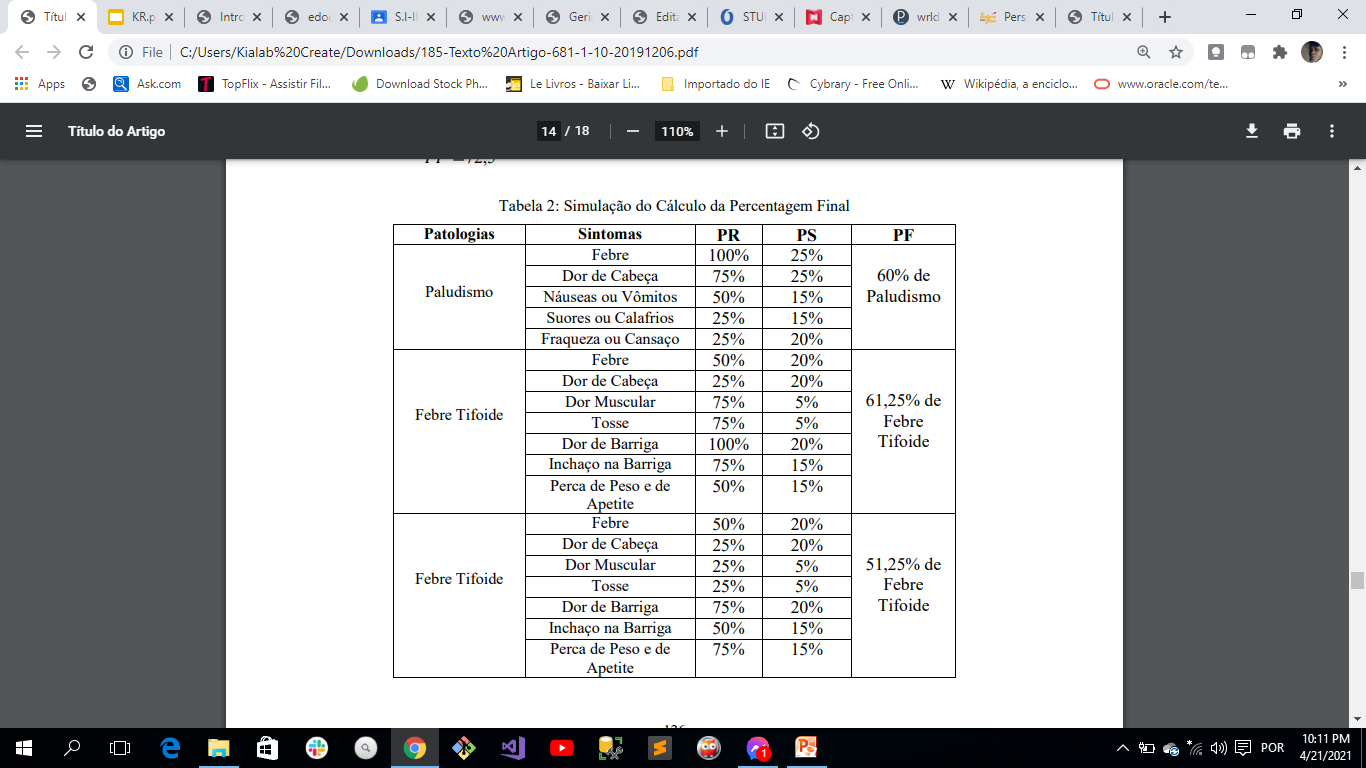 Títul
KR.p
Intro
edoc
S.I-II
www
Geri
Edita
STUI
Capt
wrld
Pers
Títul
File
C:/Users/Kialab%20Create/Downloads/185-Texto%20Artigo-681-1-10-20191206.pdf
Apps
Ask.com
TopFlix - Assistir Fil...
Download Stock Ph...
Le Livros - Baixar Li...
Importado do IE
Cybrary - Free Onli...
Wikipédia, a enciclo...
www.oracle.com/te...
»
Título do Artigo
14 / 18
110%
Tabela 2: Simulação do Cálculo da Percentagem Final
Patologias Sintomas PR PS PF
Paludismo
Febre 100% 25%
Dor de Cabeça 75% 25%
Náuseas ou Vômitos 50% 15%
Suores ou Calafrios 25% 15%
Fraqueza ou Cansaço 25% 20%
60% de
Paludismo
Febre Tifoide
Febre 50% 20%
Dor de Cabeça 25% 20%
Dor Muscular 75% 5%
Tosse 75% 5%
Dor de Barriga 100% 20%
Inchaço na Barriga 75% 15%
Perca de Peso e de 50% 15%
Apetite
61,25% de
Febre
Tifoide
Febre Tifoide
Febre 50% 20%
Dor de Cabeça 25% 20%
Dor Muscular 25% 5%
Tosse 25% 5%
Dor de Barriga 75% 20%
Inchaço na Barriga 50% 15%
Perca de Peso e de 75% 15%
Apetite
51,25% de
Febre
Tifoide
1
POR
10:11 PM
4/21/2021